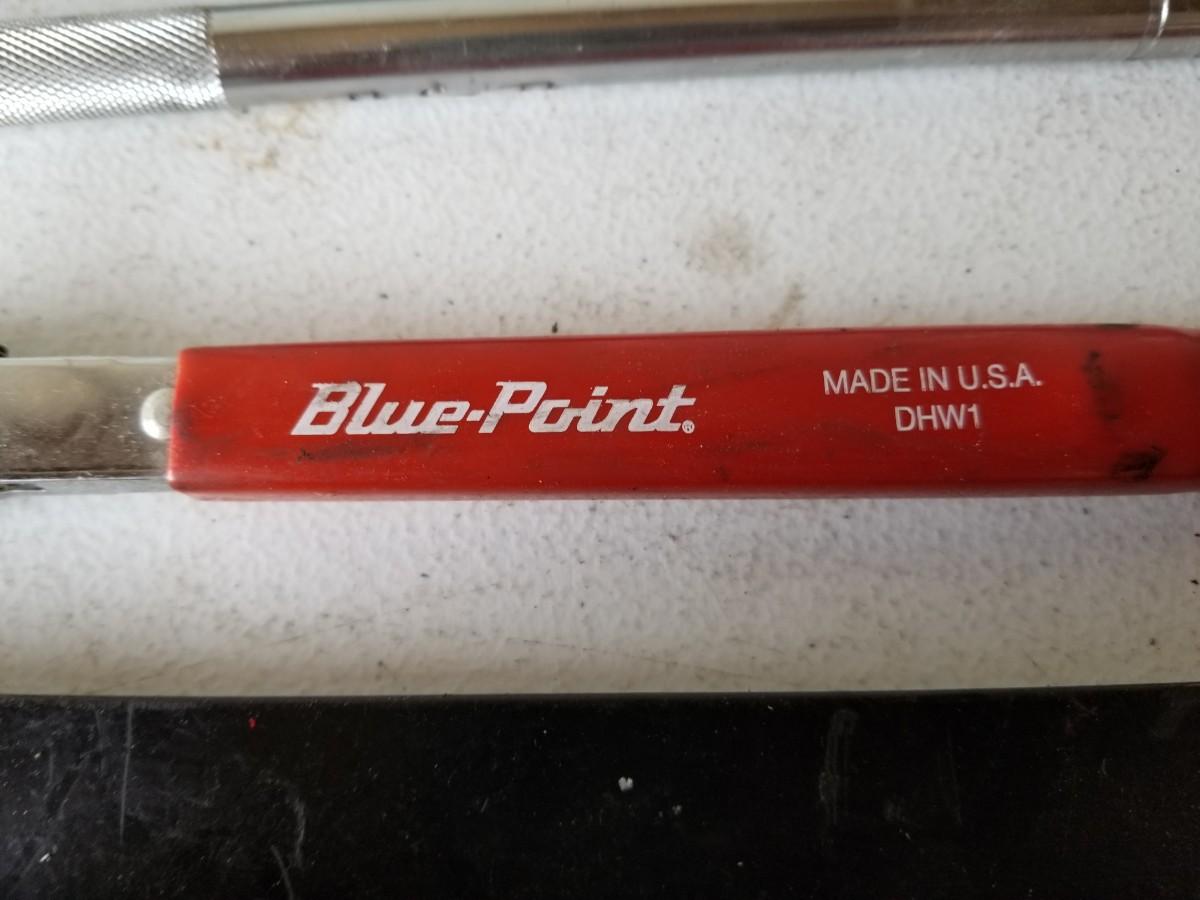 Blue-Point®
MADE IN U.S.A.
DHW1